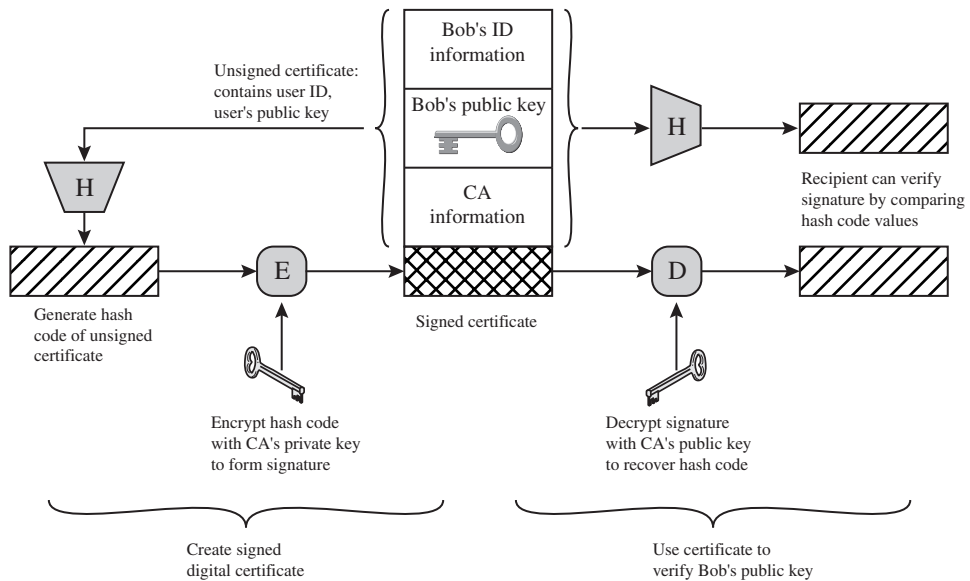 Bob's ID
information
Unsigned certificate:
contains user ID,
user's public key
Bob's public key
H
H
CA
information
Recipient can verify
signature by comparing
hash code values
E
D
Generate hash
code of unsigned
certificate
Signed certificate
Encrypt hash code
with CA's private key
to form signature
Decrypt signature
with CA's public key
to recover hash code
Create signed
digital certificate
Use certificate to
verify Bob's public key